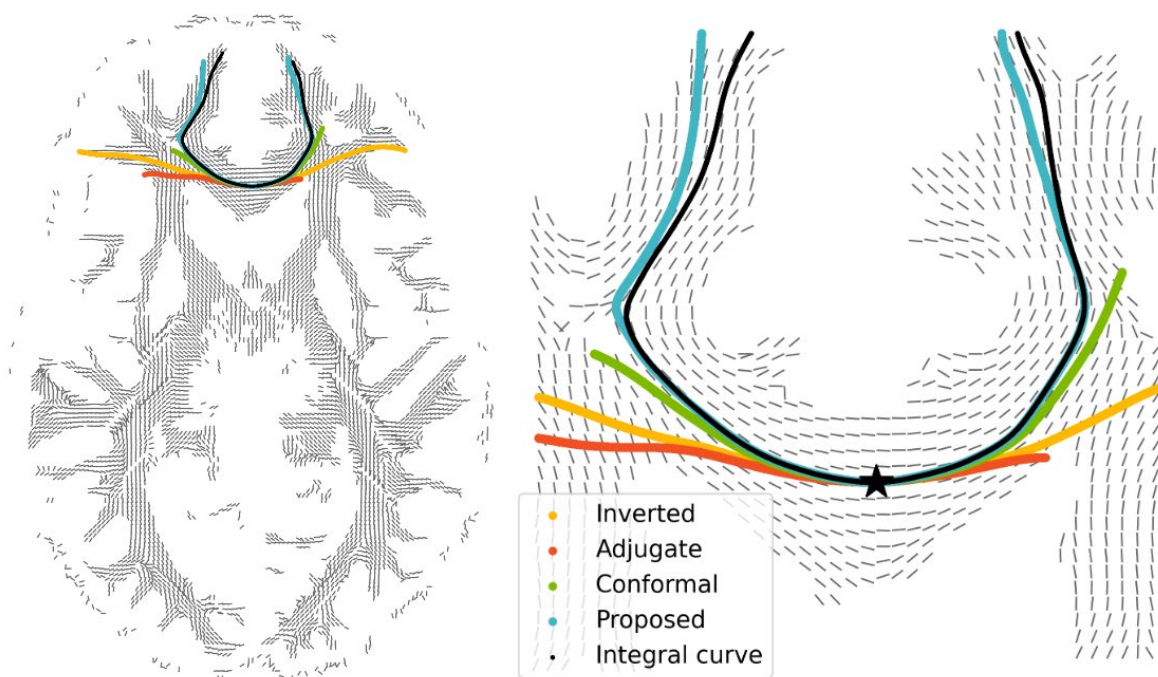 Inverted
Adjugate
Conformal
Proposed
Integral curve